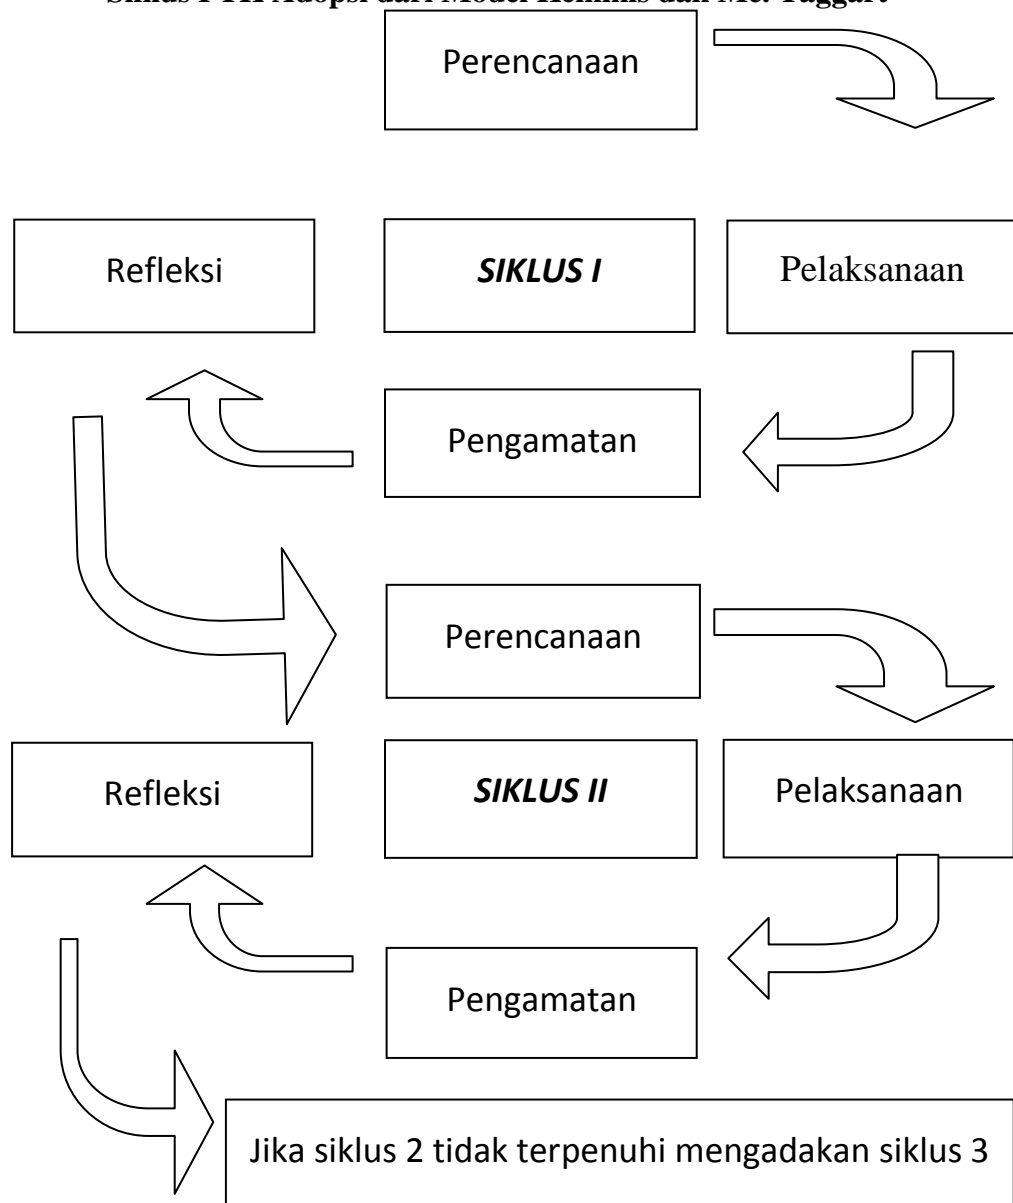 Siklus PTK Adopsi dari Model Kemmis dan Mc. Taggart
Perencanaan
Refleksi
SIKLUS I
Pelaksanaan
Pengamatan
Perencanaan
Refleksi
SIKLUS II
Pelaksanaan
Pengamatan
Jika siklus 2 tidak terpenuhi mengadakan siklus 3